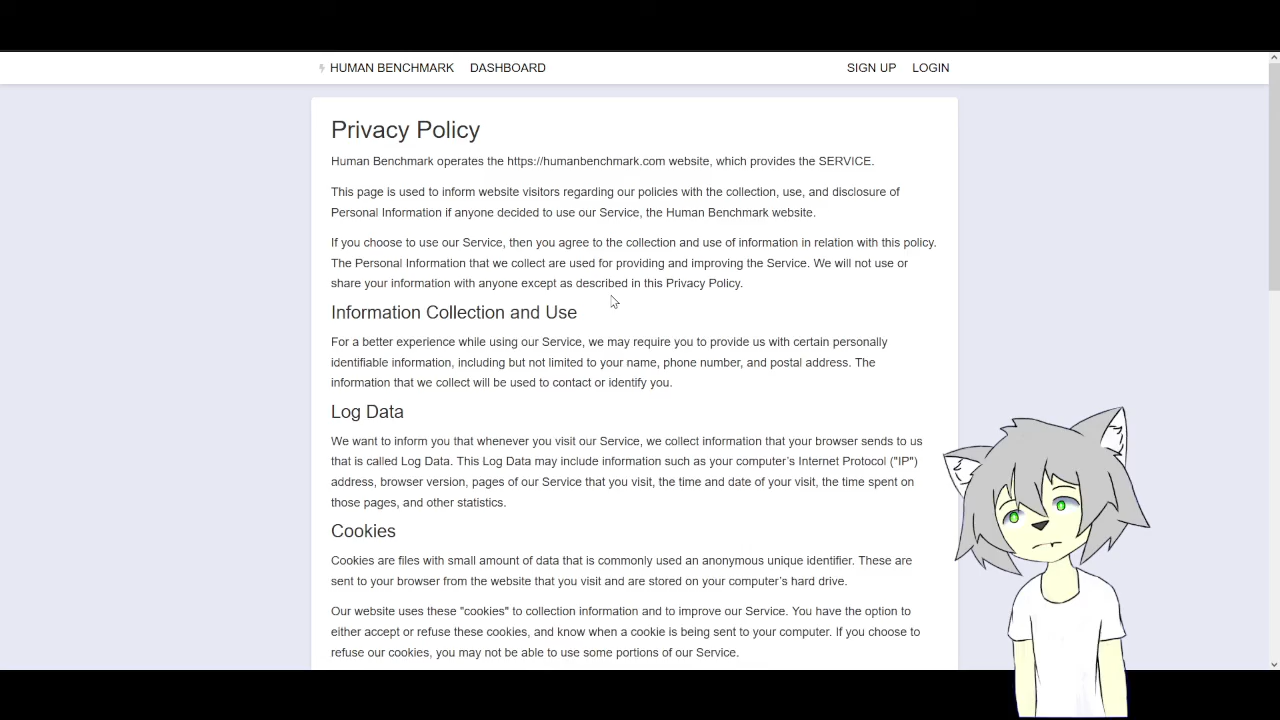 HUMAN BENCHMARK DASHBOARD SIGN UP LOGIN
Privacy Policy
Human Benchmark operates the https://humanbenchmark.com website, which provides the SERVICE.
This page is used to inform website visitors regarding our policies with the collection, use, and disclosure of
Personal Information if anyone decided to use our Service, the Human Benchmark website.
If you choose to use our Service, then you agree to the collection and use of information in relation with this policy.
The Personal Information that we collect are used for providing and improving the Service. We will not use or
share your information with anyone except as described in this Privacy Policy.
Information Collection and Use
For a better experience while using our Service, we may require you to provide us with certain personally
identifiable information, including but not limited to your name, phone number, and postal address. The
information that we collect will be used to contact or identify you.
Log Data
We want to inform you that whenever you visit our Service, we collect information that your browser sends to us
that is called Log Data. This Log Data may include information such as your computer’s Internet Protocol ("IP")
address, browser version, pages of our Service that you visit, the time and date of your visit, the time spent on
those pages, and other statistics.
Cookies
Cookies are files with small amount of data that is commonly used an anonymous unique identifier. These are
sent to your browser from the website that you visit and are stored on your computer’s hard drive.
Our website uses these "cookies" to collection information and to improve our Service. You have the option to
either accept or refuse these cookies, and know when a cookie is being sent to your computer. If you choose to
refuse our cookies, you may not be able to use some portions of our Service.